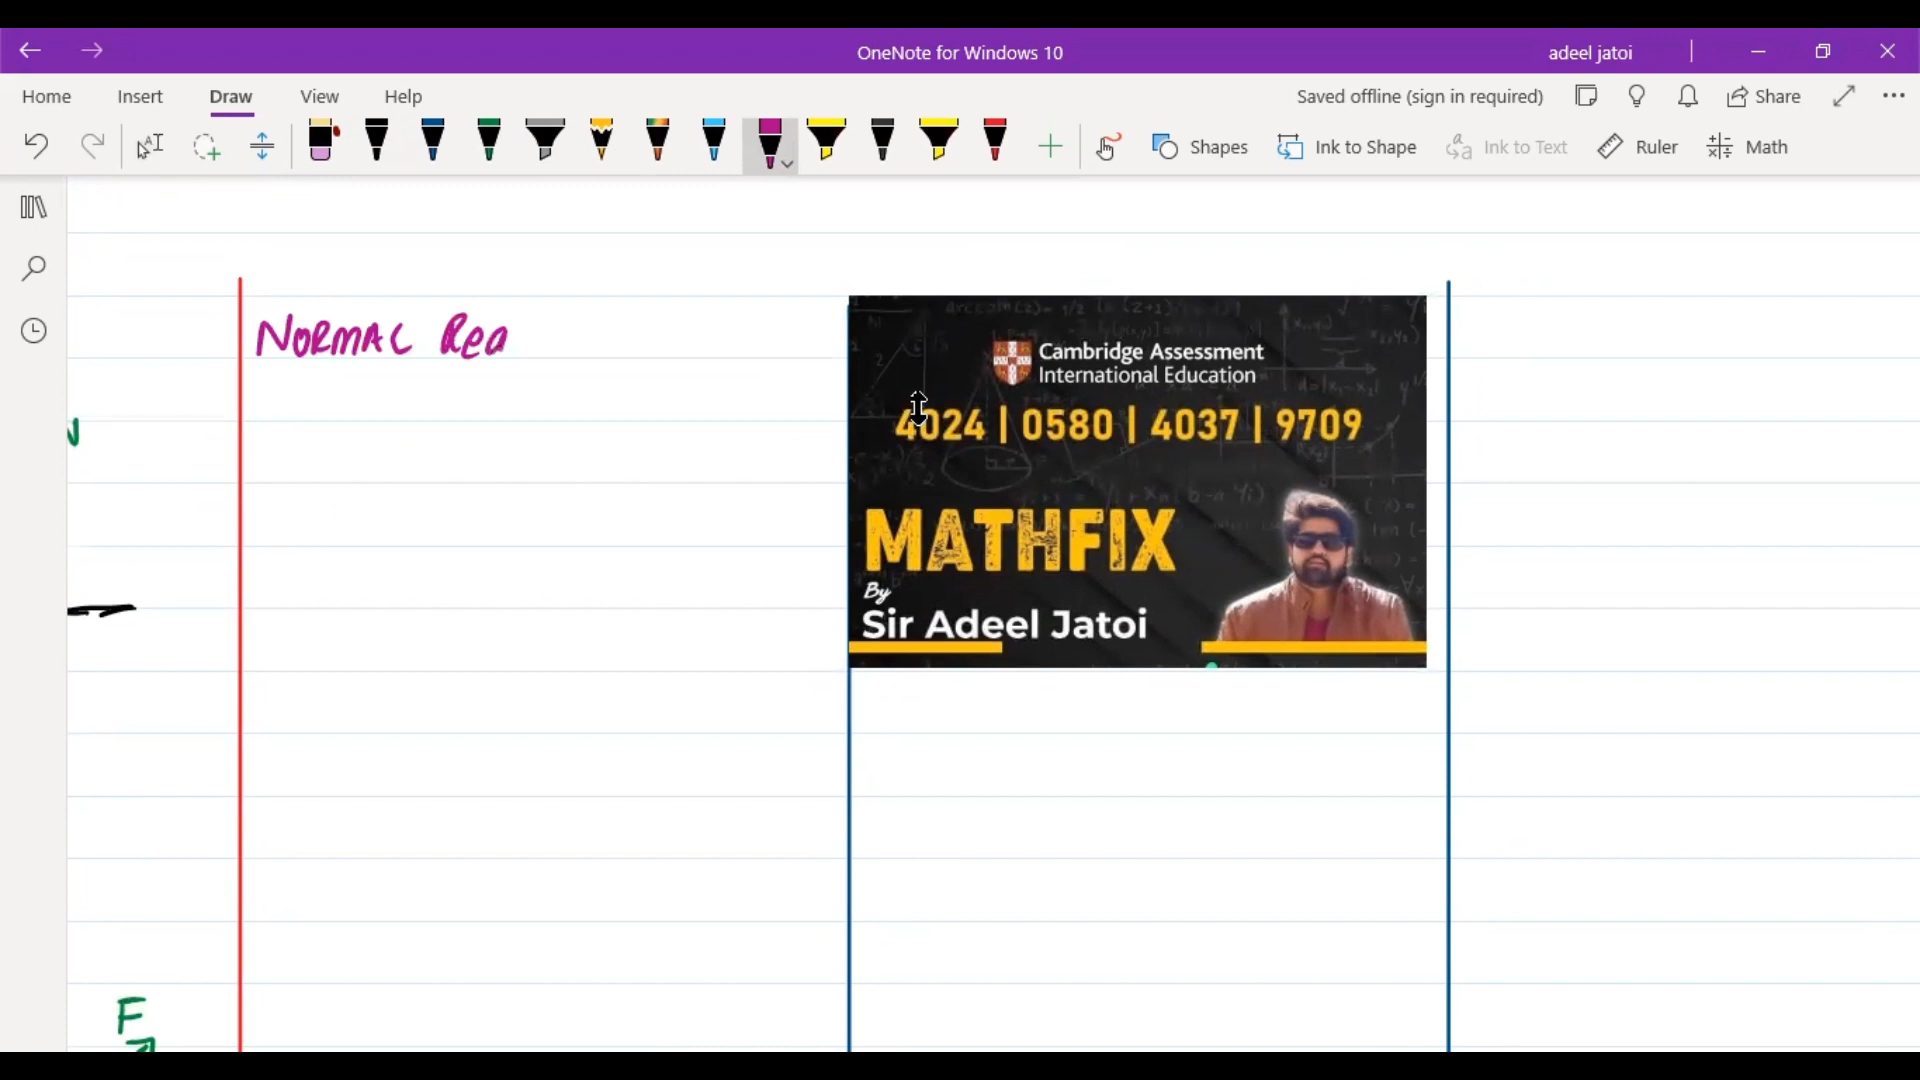 OneNote for Windows 10
adeel jatoi
Home Insert Draw View Help
Saved offline (sign in required) Share
Shapes Ink to Shape Ink to Text Ruler Math
NORMAL Rea
Cambridge Assessment
International Education
4024 | 0580 | 4037 | 9709
MATHFIX
By
Sir Adeel Jatoi
N
F